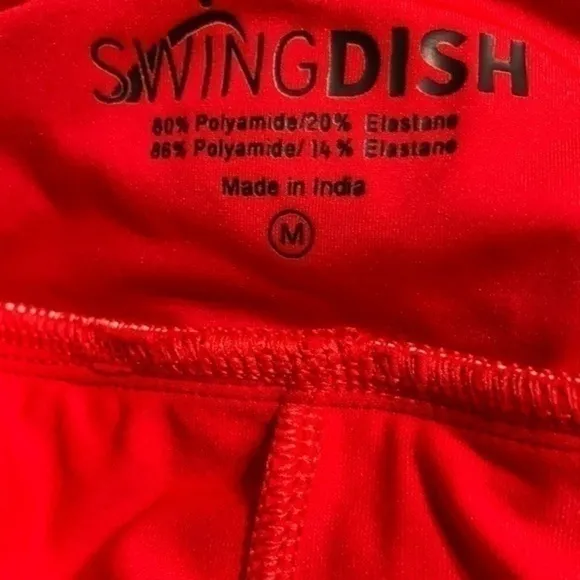 SWINGDISH
80% Polyamide/20% Elastane
86% Polyamide/ 14% Elastane
Made in India
M